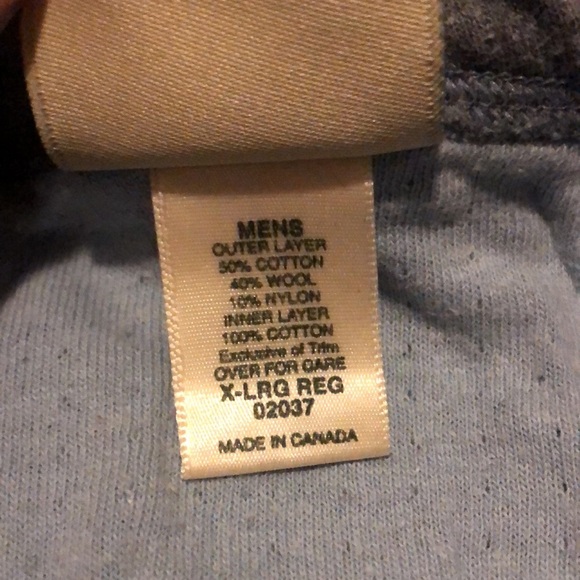 MENS
OUTER LAYER
50% COTTON
40% WOOL
10% NYLON
INNER LAYER
100% COTTON
Exclusive of Trim
OVER FOR CARE
X-LRG REG
02037
MADE IN CANADA